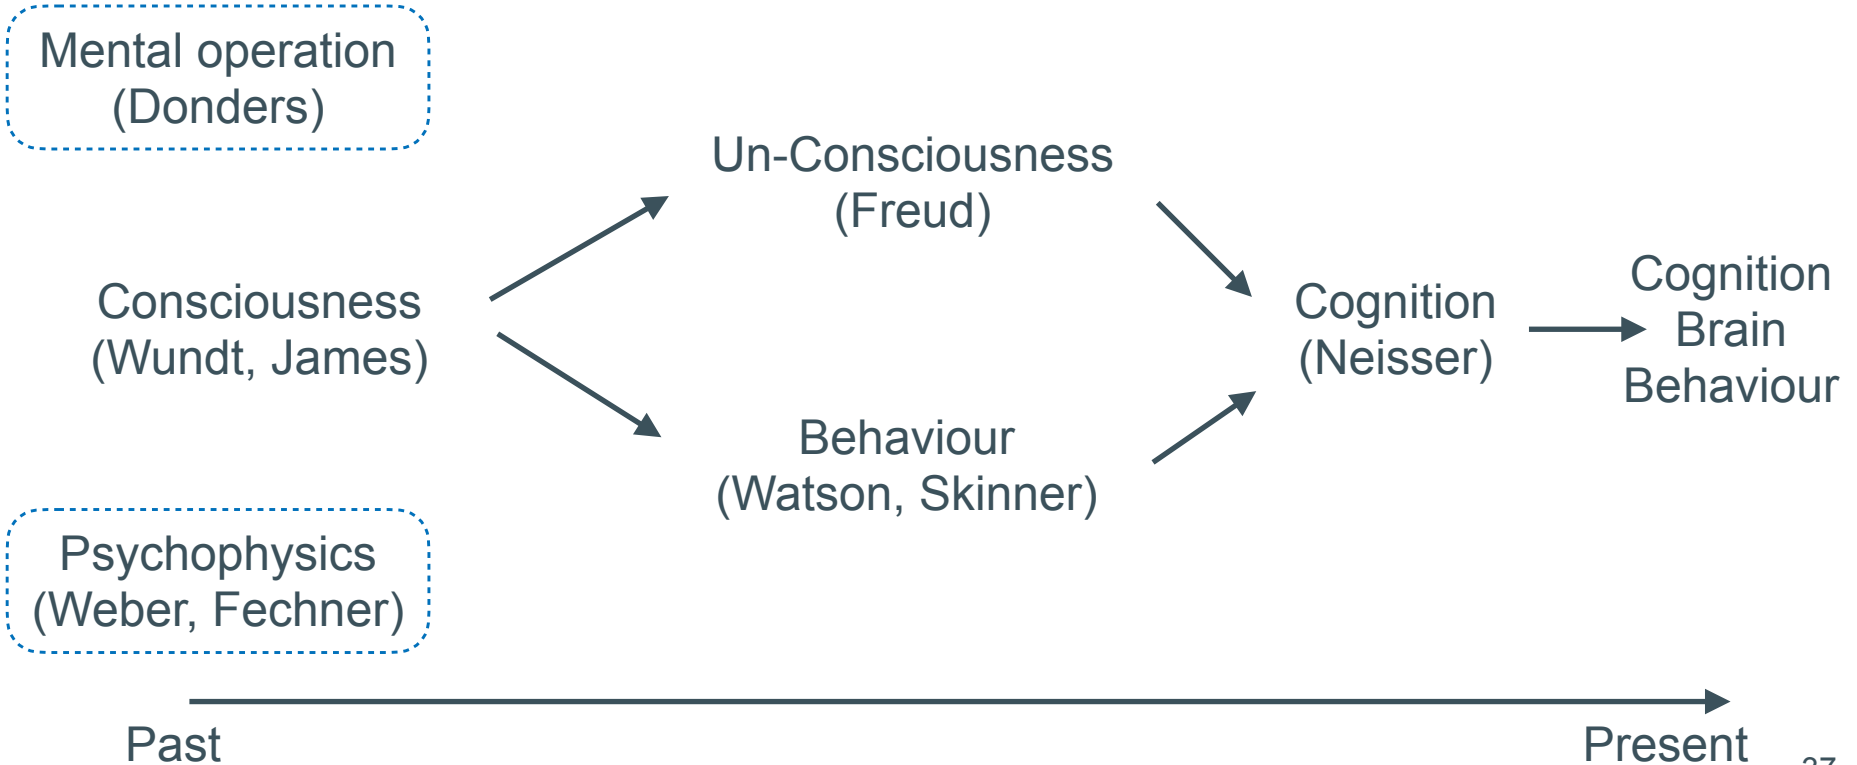 Mental operation
(Donders)
Un-Consciousness
(Freud)
Consciousness
(Wundt, James)
Cognition
(Neisser)
Cognition
Brain
Behaviour
Behaviour
(Watson, Skinner)
Psychophysics
(Weber, Fechner)
Past
Present